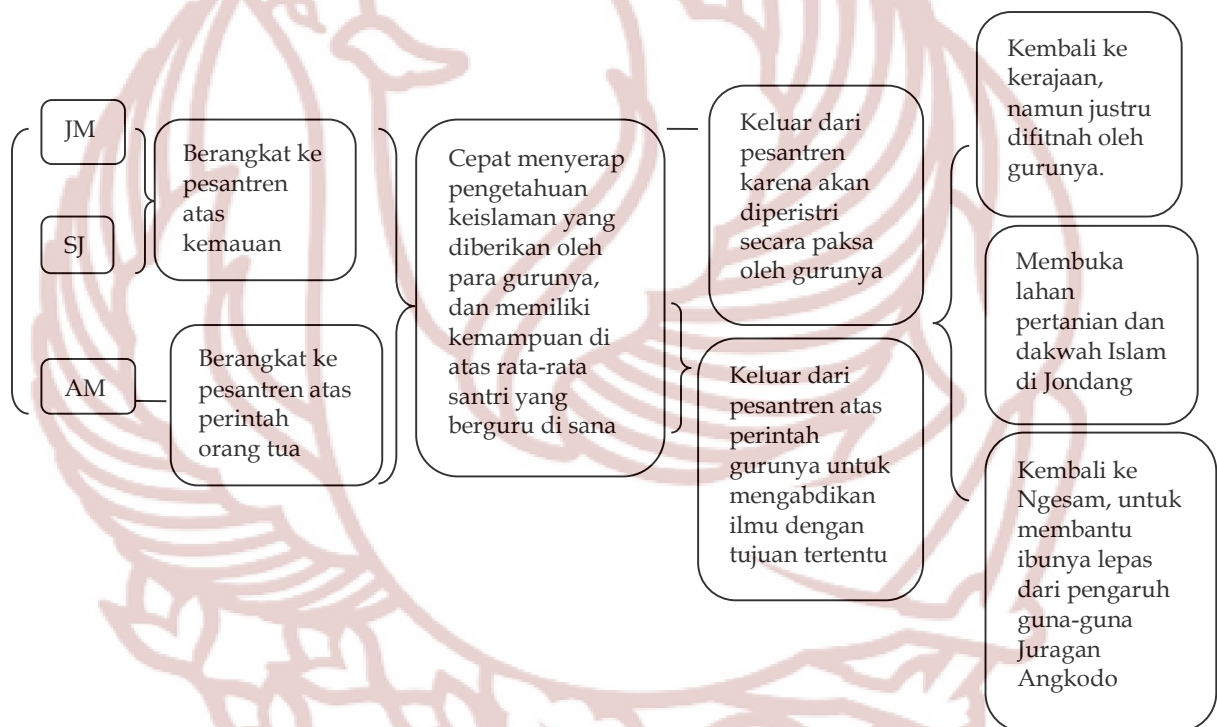 JM
SJ
AM
Berangkat ke
pesantren
atas
kemauan
Berangkat ke
pesantren atas
perintah
orang tua
Cepat menyerap
pengetahuan
keislaman yang
diberikan oleh
para gurunya,
dan memiliki
kemampuan di
atas rata-rata
santri yang
berguru di sana
Keluar dari
pesantren
karena akan
diperistri
secara paksa
oleh gurunya
Keluar dari
pesantren atas
perintah
gurunya untuk
mengabdikan
ilmu dengan
tujuan tertentu
Kembali ke
kerajaan,
namun justru
difitnah oleh
gurunya.
Membuka
lahan
pertanian dan
dakwah Islam
di Jondang
Kembali ke
Ngesam, untuk
membantu
ibunya lepas
dari pengaruh
guna-guna
Juragan
Angkodo